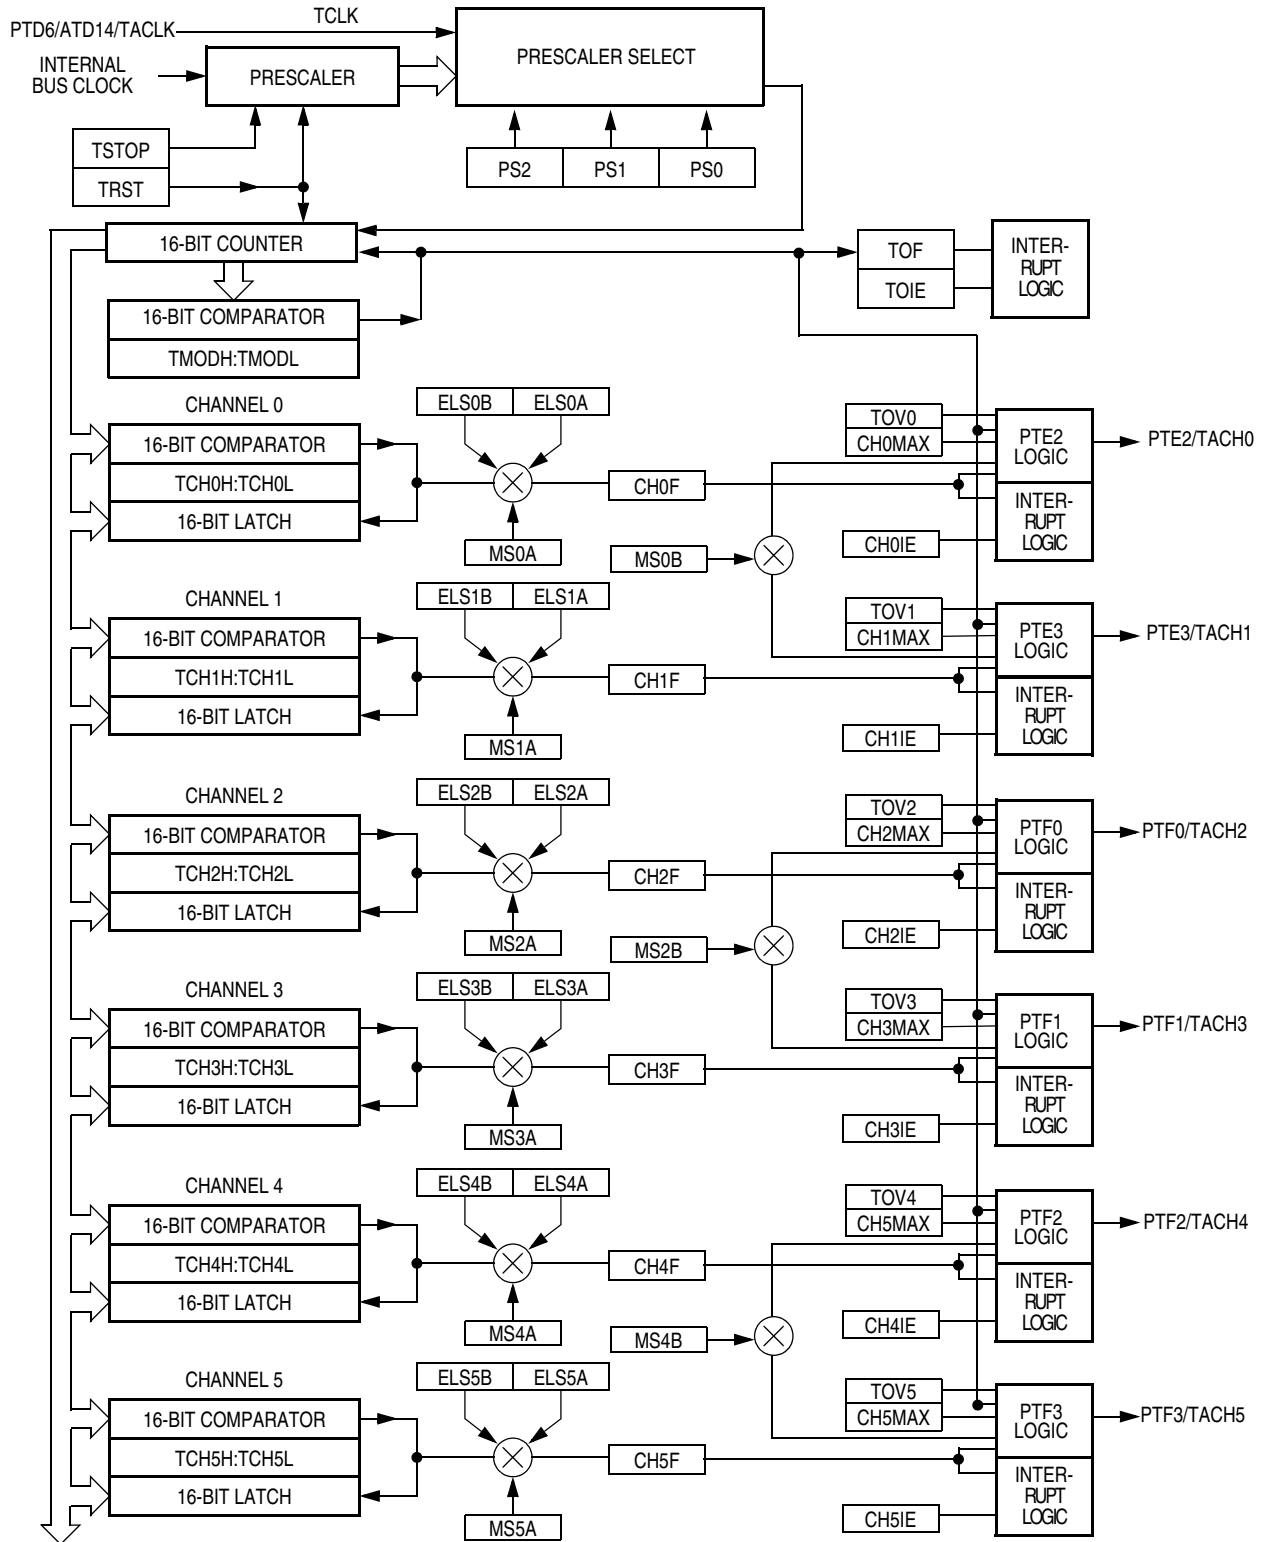 TCLK
PTD6/ATD14/TACLK
PRESCALER SELECT
INTERNAL
BUS CLOCK
PRESCALER
TSTOP
TRST
PS2
PS1
PS0
16-BIT COUNTER
TOF
TOIE
INTER-
RUPT
LOGIC
16-BIT COMPARATOR
TMODH:TMODL
CHANNEL 0
ELS0B
ELS0A
TOV0
CH0MAX
PTE2
LOGIC
PTE2/TACH0
16-BIT COMPARATOR
TCH0H:TCH0L
16-BIT LATCH
CH0F
INTER-
RUPT
LOGIC
MS0A
MS0B
CH0IE
CHANNEL 1
ELS1B
ELS1A
TOV1
CH1MAX
PTE3
LOGIC
PTE3/TACH1
16-BIT COMPARATOR
TCH1H:TCH1L
16-BIT LATCH
CH1F
INTER-
RUPT
LOGIC
MS1A
CH1IE
CHANNEL 2
ELS2B
ELS2A
TOV2
CH2MAX
PTF0
LOGIC
PTF0/TACH2
16-BIT COMPARATOR
TCH2H:TCH2L
16-BIT LATCH
CH2F
INTER-
RUPT
LOGIC
MS2A
MS2B
CH2IE
CHANNEL 3
ELS3B
ELS3A
TOV3
CH3MAX
PTF1
LOGIC
PTF1/TACH3
16-BIT COMPARATOR
TCH3H:TCH3L
16-BIT LATCH
CH3F
INTER-
RUPT
LOGIC
MS3A
CH3IE
CHANNEL 4
ELS4B
ELS4A
TOV4
CH5MAX
PTF2
LOGIC
PTF2/TACH4
16-BIT COMPARATOR
TCH4H:TCH4L
16-BIT LATCH
CH4F
INTER-
RUPT
LOGIC
MS4A
MS4B
CH4IE
CHANNEL 5
ELS5B
ELS5A
TOV5
CH5MAX
PTF3
LOGIC
PTF3/TACH5
16-BIT COMPARATOR
TCH5H:TCH5L
16-BIT LATCH
CH5F
INTER-
RUPT
LOGIC
MS5A
CH5IE